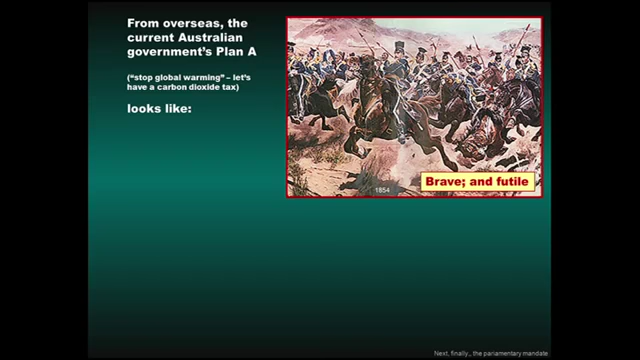 From overseas, the
current Australian
government's Plan A
("stop global warming" – let's
have a carbon dioxide tax)
looks like:
1854
Brave; and futile
Next, finally., the parliamentary mandate